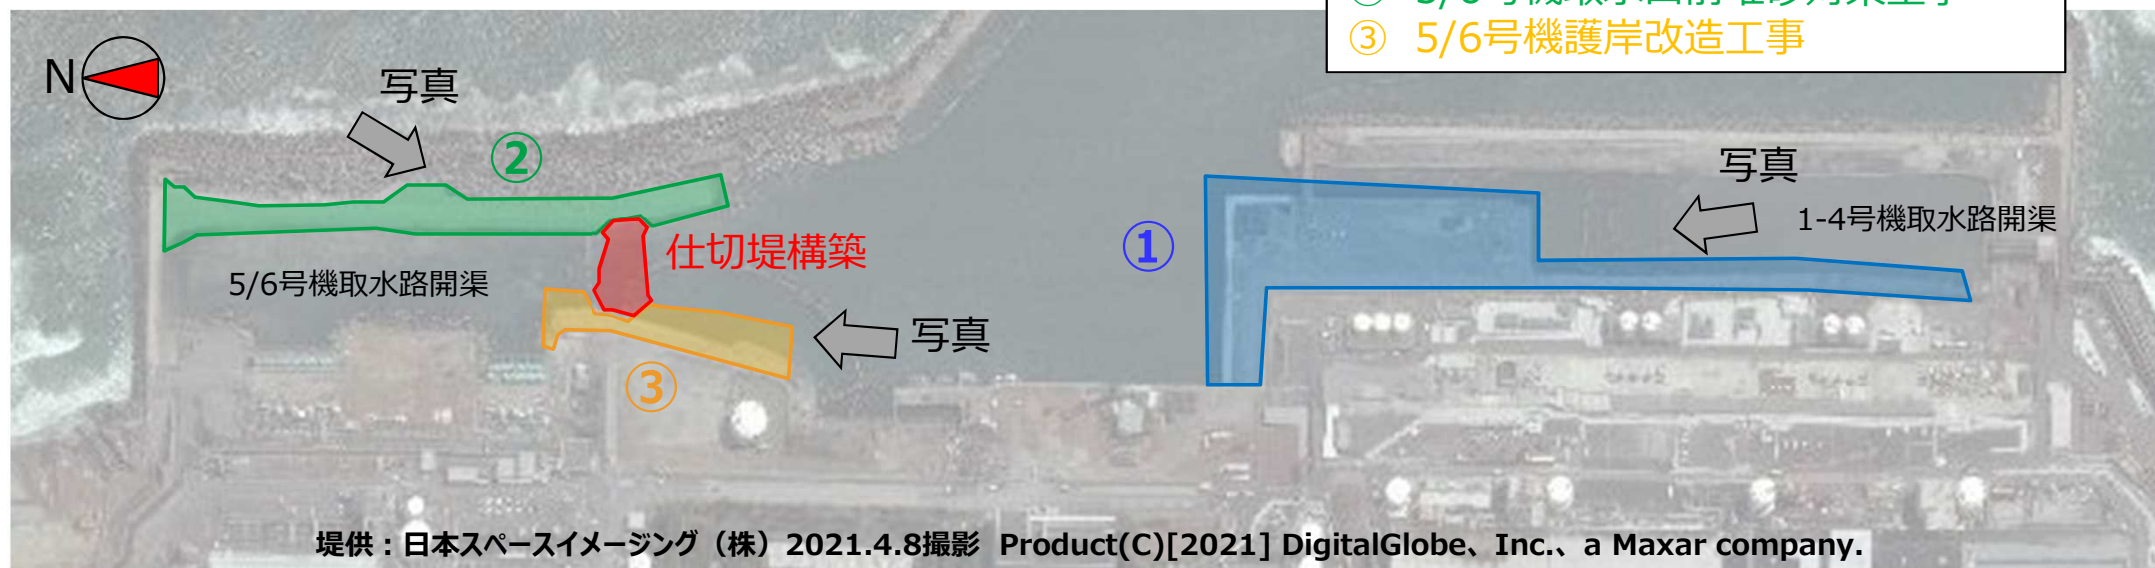 ③ 5/6号機護岸改造工事
N
写真
②
写真
①
1-4号機取水路開渠
仕切堤構築
5/6号機取水路開渠
写真
③
提供：日本スペースイメージング（株）2021.4.8撮影 Product(C)[2021] DigitalGlobe、Inc.、a Maxar company.